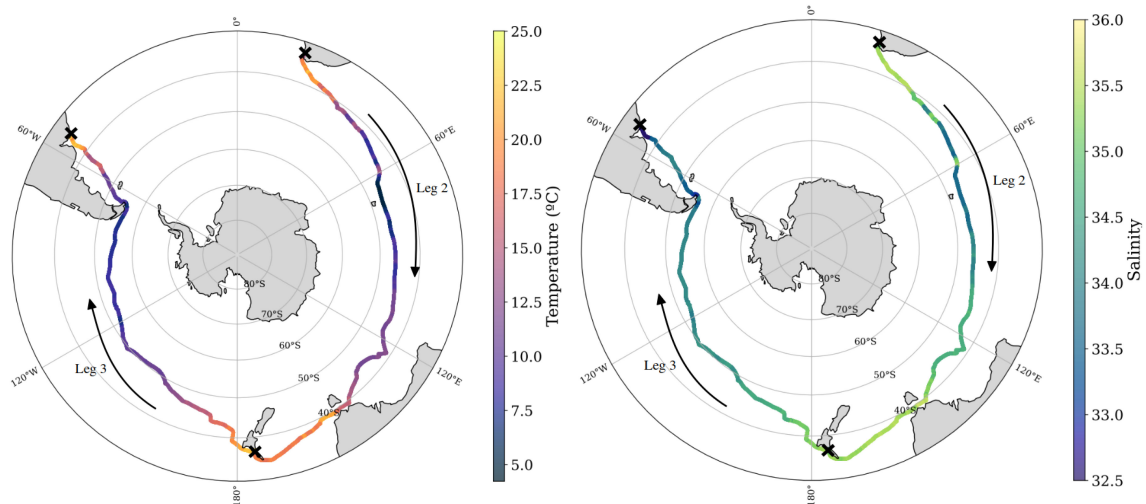 0°
60°E
120°E
180°
120°W
60°W
80°S
70°S
60°S
50°S
40°S
Leg 2
Leg 3
25.0
22.5
20.0
17.5
15.0
12.5
10.0
7.5
5.0
Temperature (ºC)
0°
60°E
120°E
180°
120°W
60°W
80°S
70°S
60°S
50°S
40°S
Leg 2
Leg 3
36.0
35.5
35.0
34.5
34.0
33.5
33.0
32.5
Salinity